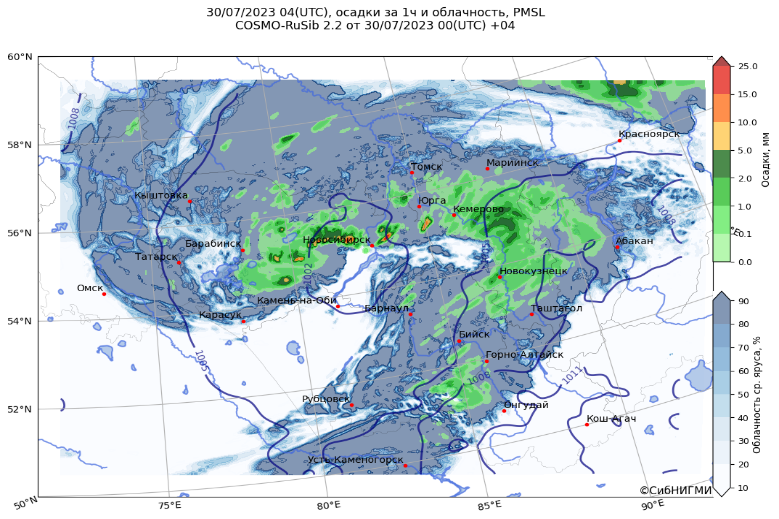 30/07/2023 04(UTC), осадки за 1ч и облачность, PMSL
COSMO-RuSib 2.2 от 30/07/2023 00(UTC) +04
60°N
58°N
56°N
54°N
52°N
50°N
75°E
80°E
85°E
90°E
1008
Красноярск
Томск
Мариинск
Кыштовка
Юрга
Кемерово
1008
Барабинск
Новосибирск
Абакан
Татарск
1002
Новокузнецк
Омск
Камень-на-Оби
Карасук
Барнаул
Таштагол
Бийск
1005
Горно-Алтайск
1008
1011
Рубцовск
Онгудай
Кош-Агач
Усть-Каменогорск
©СибНИГМИ
25.0
15.0
10.0
5.0
2.0
1.0
0.1
0.0
Осадки, мм
90
80
70
60
50
40
30
20
10
Облачность ср. яруса, %